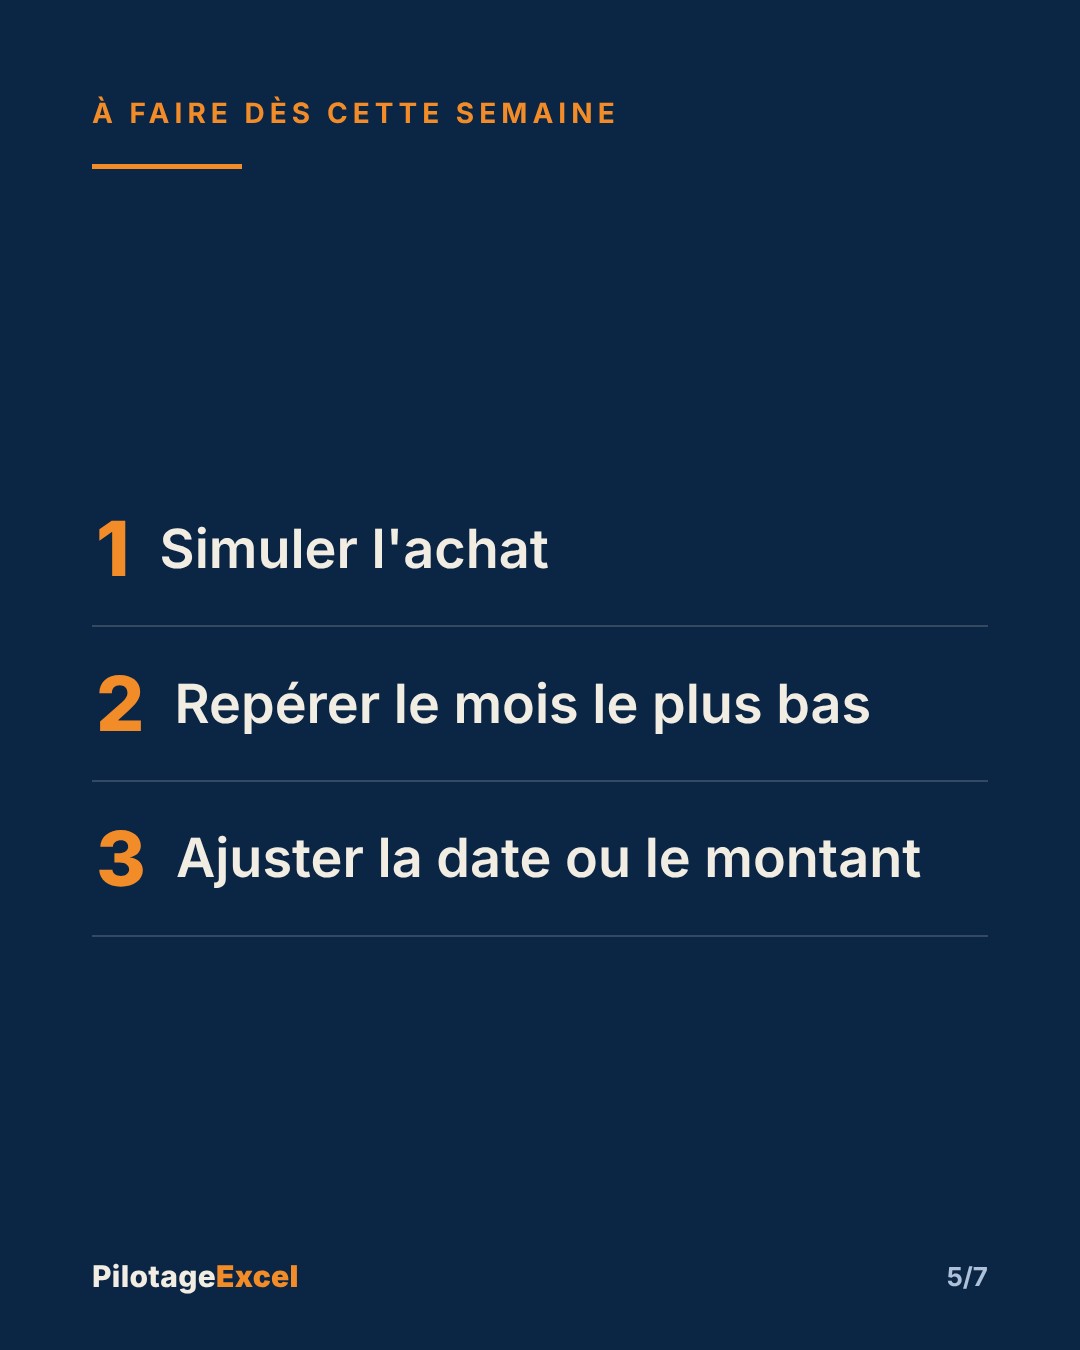 À FAIRE DÈS CETTE SEMAINE
1 Simuler l'achat
2 Repérer le mois le plus bas
3 Ajuster la date ou le montant
PilotageExcel
5/7